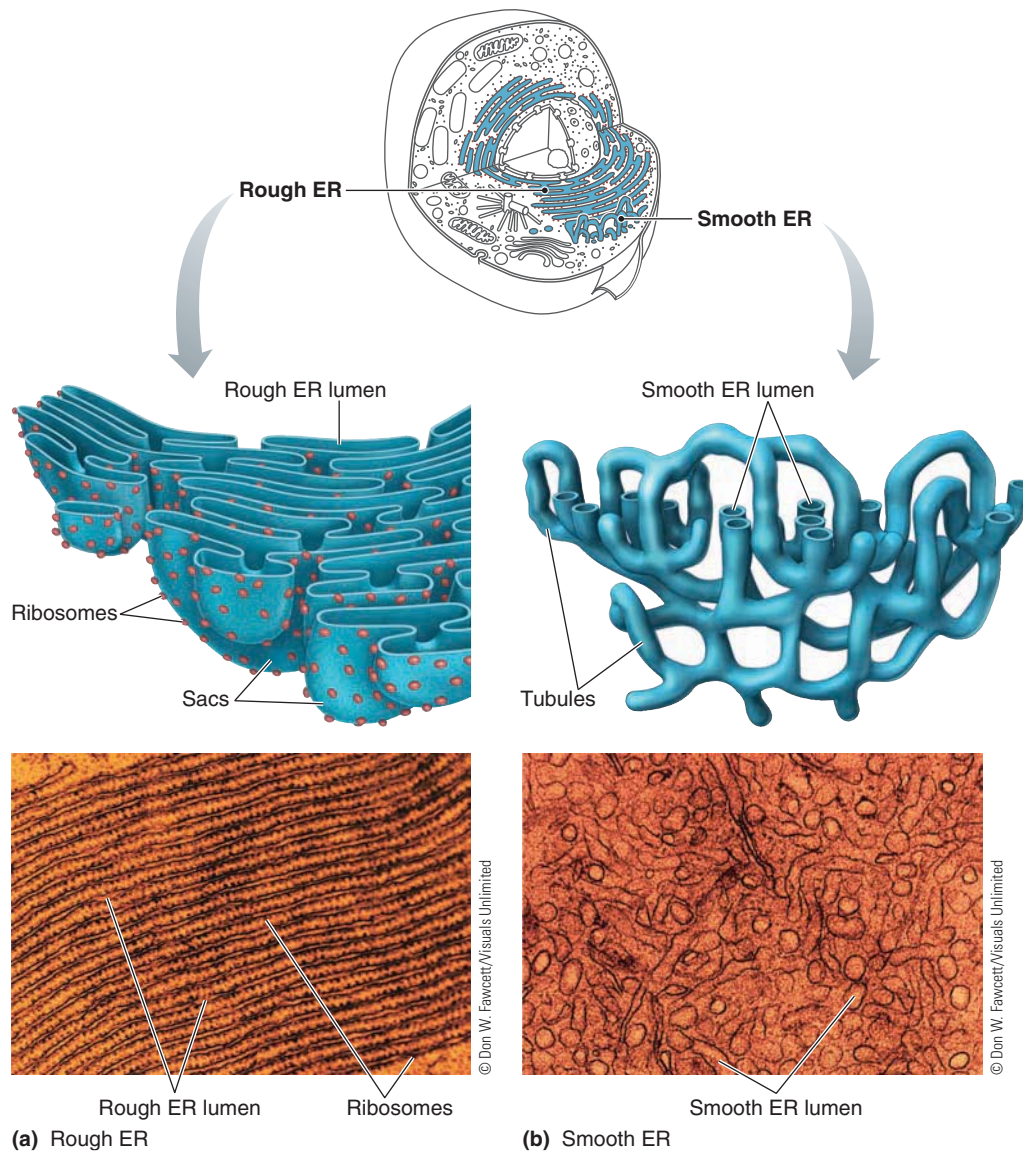 Rough ER
Smooth ER
Rough ER lumen
Smooth ER lumen
Ribosomes
Sacs
Tubules
© Don W. Fawcett/Visuals Unlimited
© Don W. Fawcett/Visuals Unlimited
Rough ER lumen
Ribosomes
Smooth ER lumen
(a) Rough ER
(b) Smooth ER